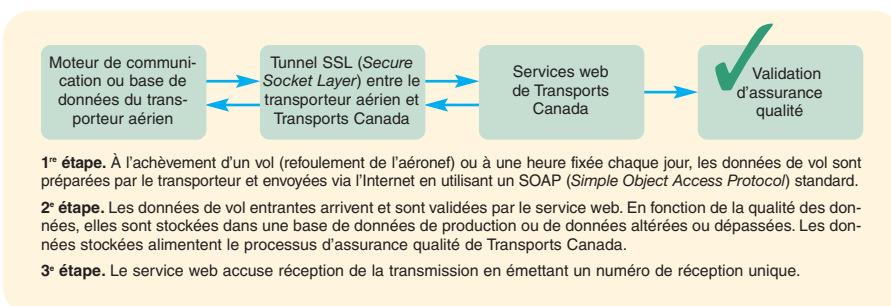 Moteur de communi-
cation ou base de
données du trans-
porteur aérien
Tunnel SSL (Secure
Socket Layer) entre le
transporteur aérien et
Transports Canada
Services web
de Transports
Canada
Validation
d'assurance
qualité
1re étape. À l'achèvement d'un vol (refoulement de l'aéronef) ou à une heure fixée chaque jour, les données de vol sont
préparées par le transporteur et envoyées via l'Internet en utilisant un SOAP (Simple Object Access Protocol) standard.
2e étape. Les données de vol entrantes arrivent et sont validées par le service web. En fonction de la qualité des don-
nées, elles sont stockées dans une base de données de production ou de données altérées ou dépassées. Les don-
nées stockées alimentent le processus d'assurance qualité de Transports Canada.
3e étape. Le service web accuse réception de la transmission en émettant un numéro de réception unique.